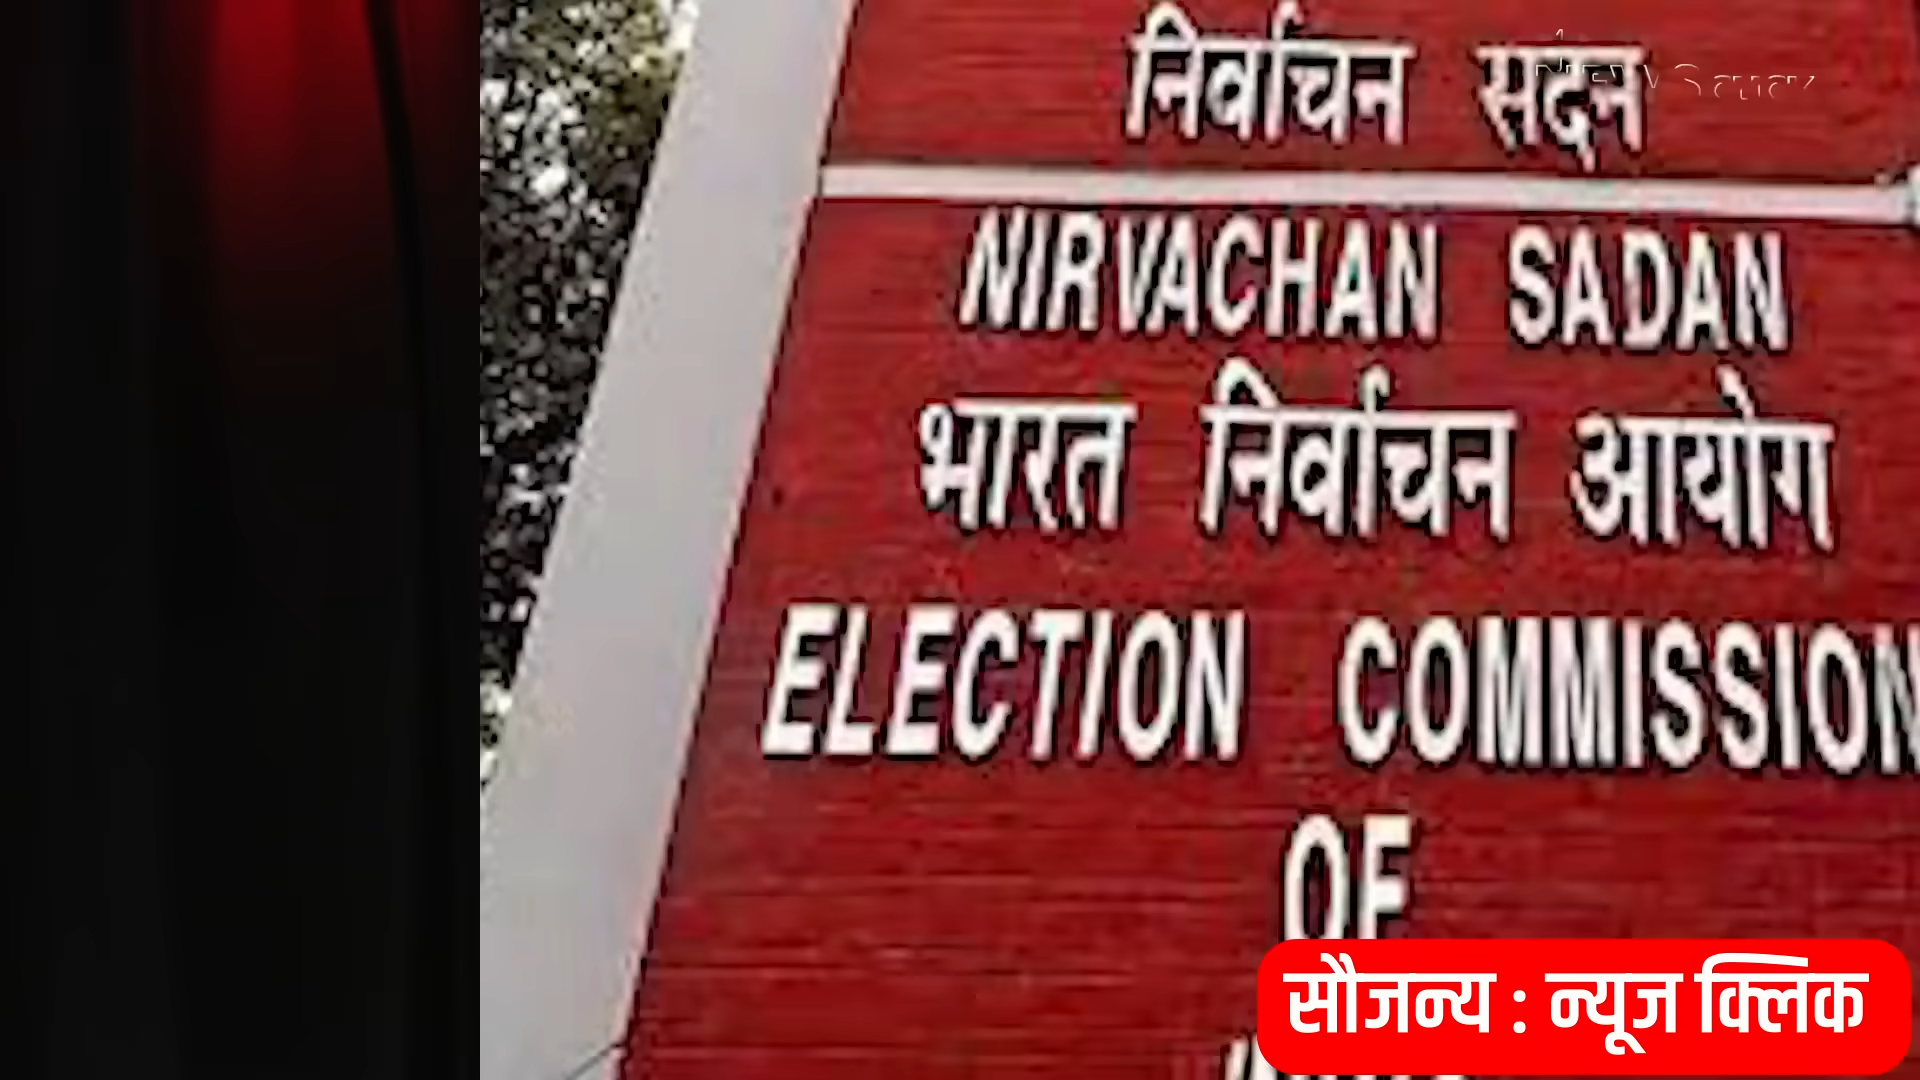 निर्वाचन सदन
NIRVACHAN SADAN
भारत निर्वाचन आयोग
ELECTION COMMISSION
OF
सौजन्य : न्यूज क्लिक